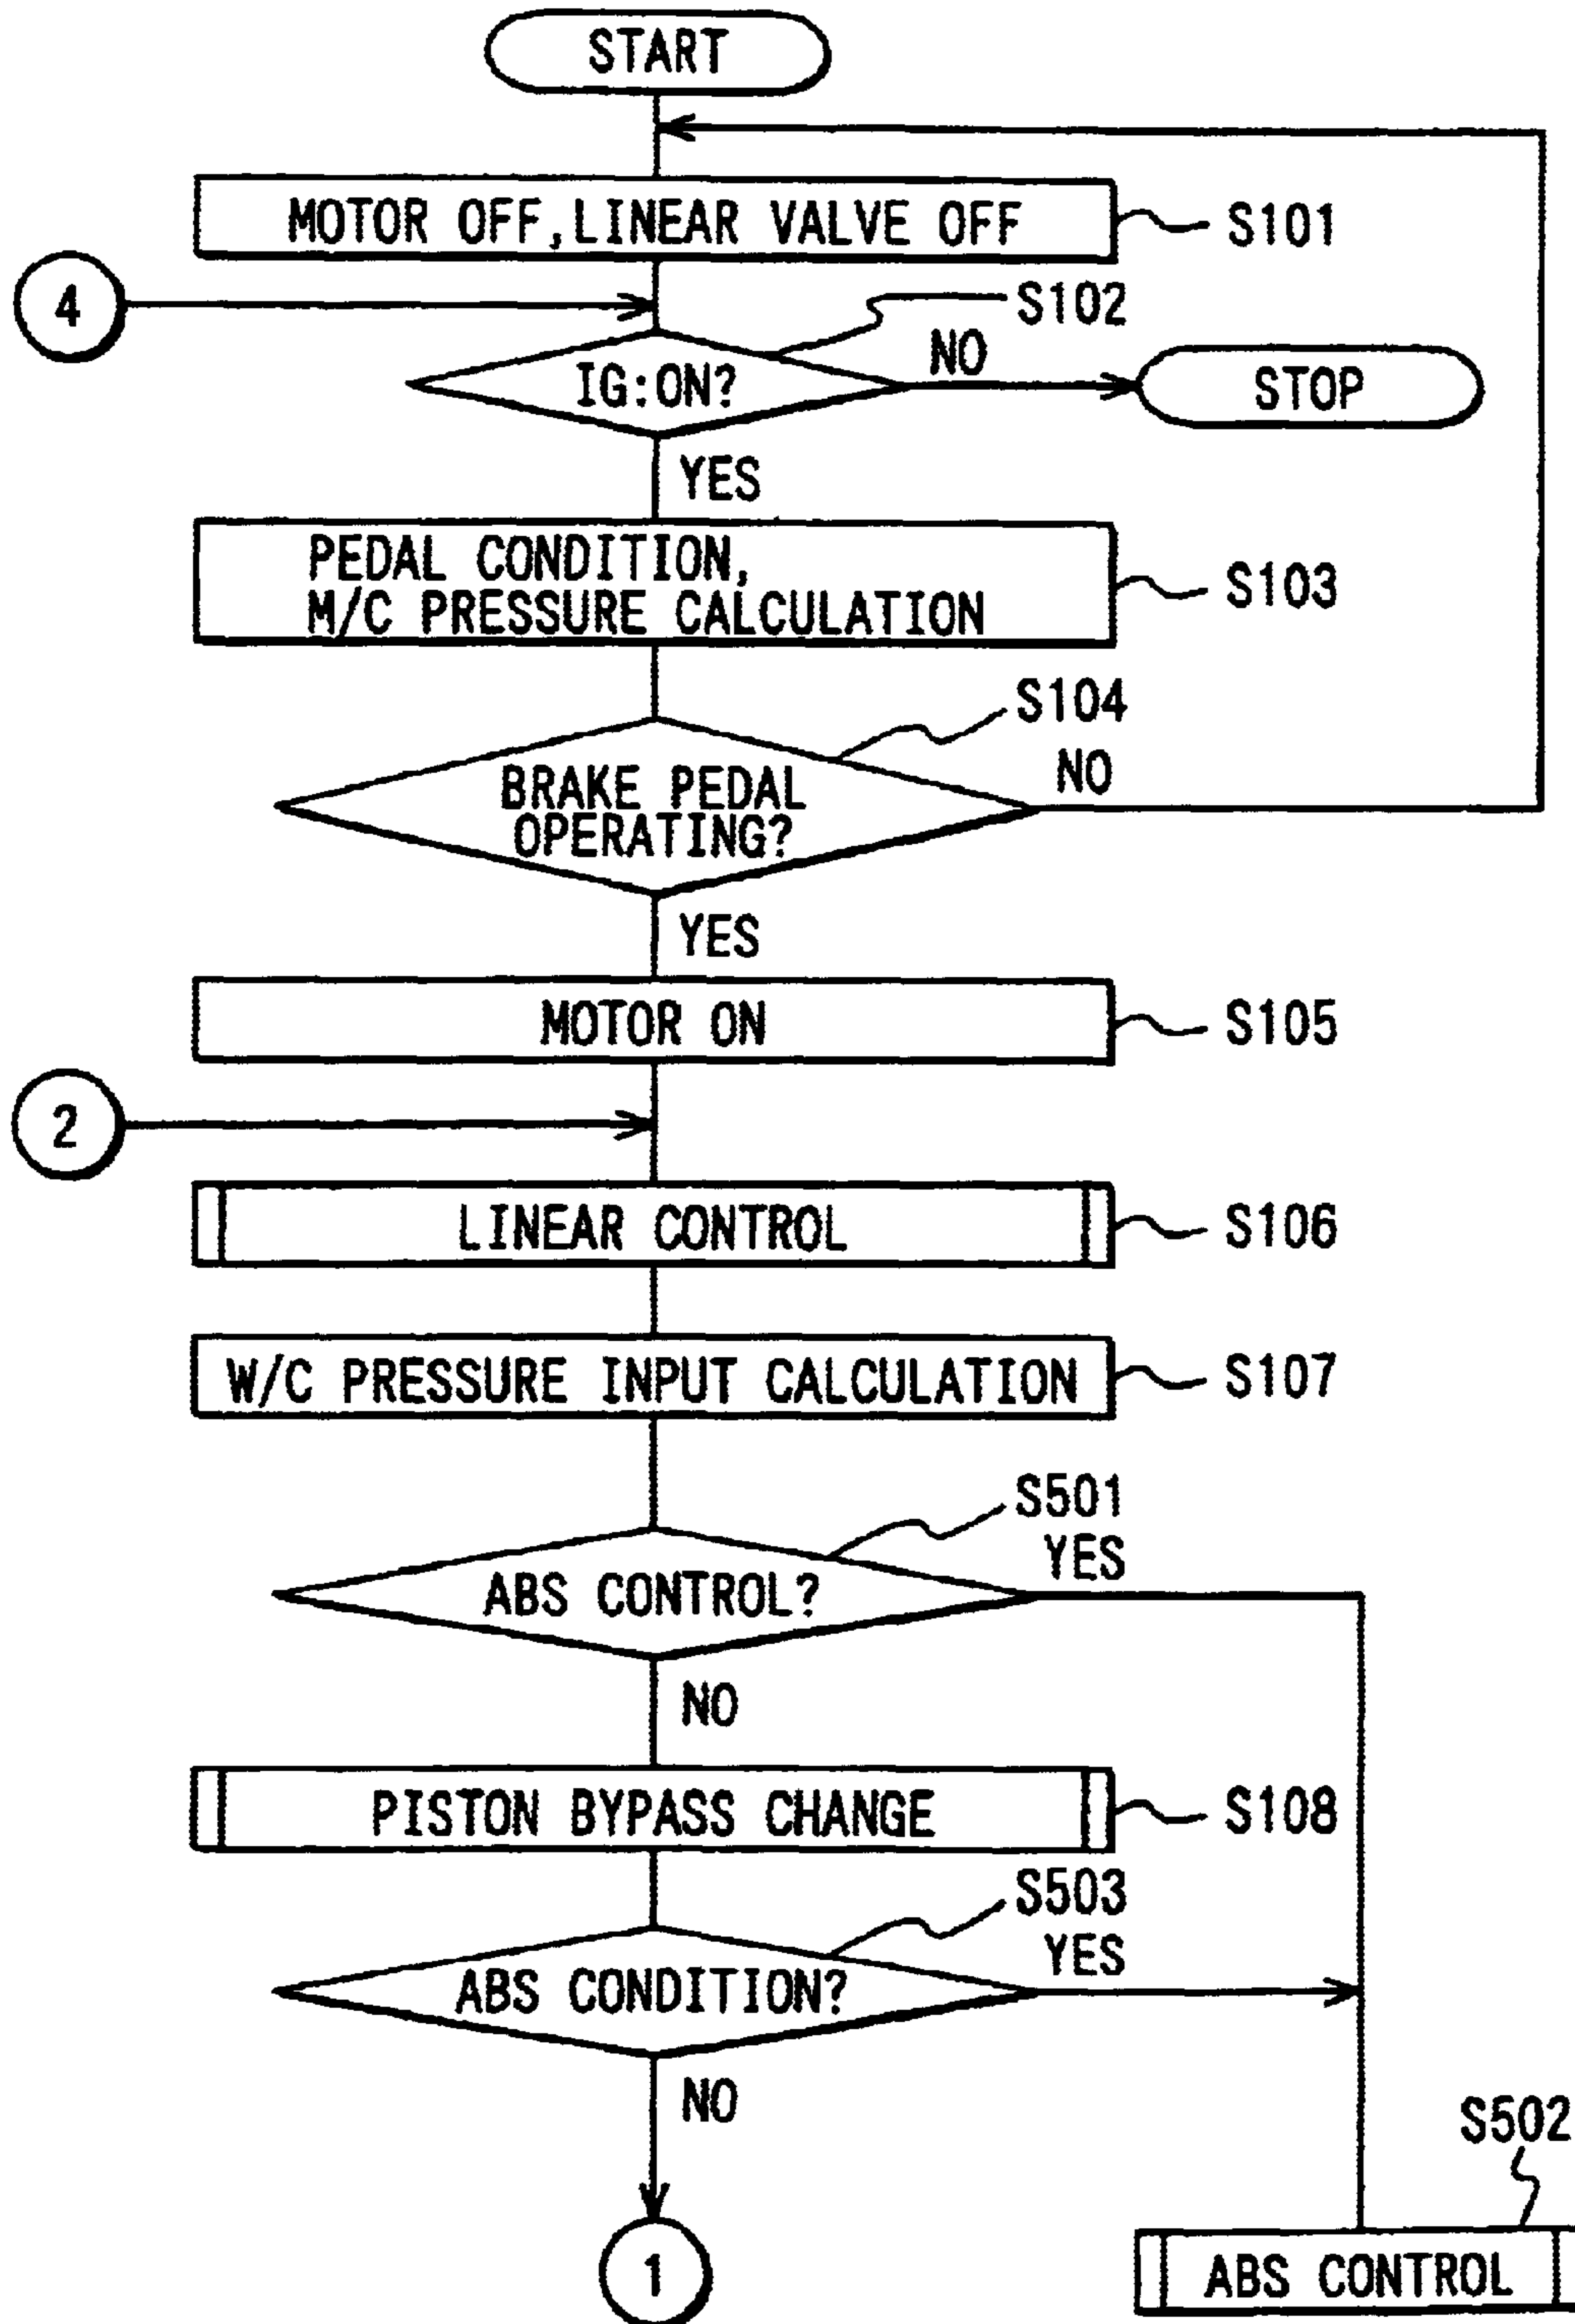 START
MOTOR OFF,LINEAR VALVE OFF
S101
4
S102
IG:ON?
NO
STOP
YES
PEDAL CONDITION,
M/C PRESSURE CALCULATION
S103
S104
BRAKE PEDAL
OPERATING?
NO
YES
MOTOR ON
S105
2
LINEAR CONTROL
S106
W/C PRESSURE INPUT CALCULATION
S107
S501
YES
ABS CONTROL?
NO
PISTON BYPASS CHANGE
S108
S503
YES
ABS CONDITION?
NO
S502
1
ABS CONTROL